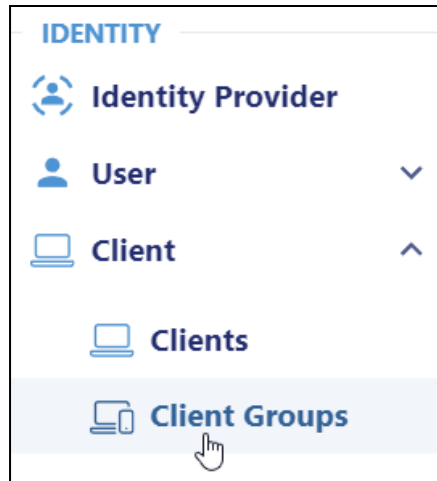 IDENTITY
Identity Provider
User
Client
Clients
Client Groups